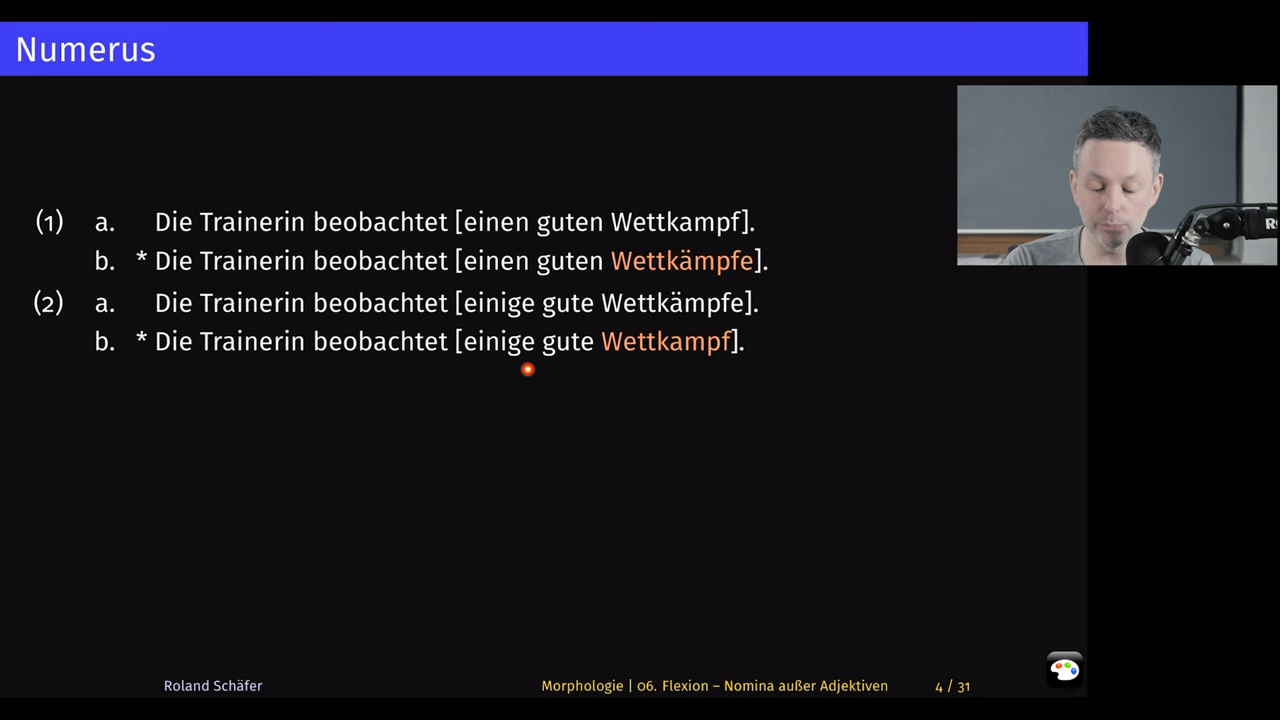 Numerus
(1) a. Die Trainerin beobachtet [einen guten Wettkampf].
b. * Die Trainerin beobachtet [einen guten Wettkämpfe].
(2) a. Die Trainerin beobachtet [einige gute Wettkämpfe].
b. * Die Trainerin beobachtet [einige gute Wettkampf].
Roland Schäfer
Morphologie | 06. Flexion – Nomina außer Adjektiven
4 / 31